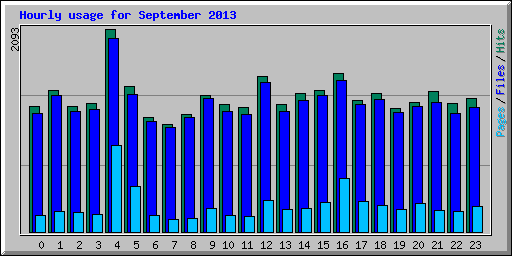 Hourly usage for September 2013
2093
Pages / Files / Hits
0 1 2 3 4 5 6 7 8 9 10 11 12 13 14 15 16 17 18 19 20 21 22 23